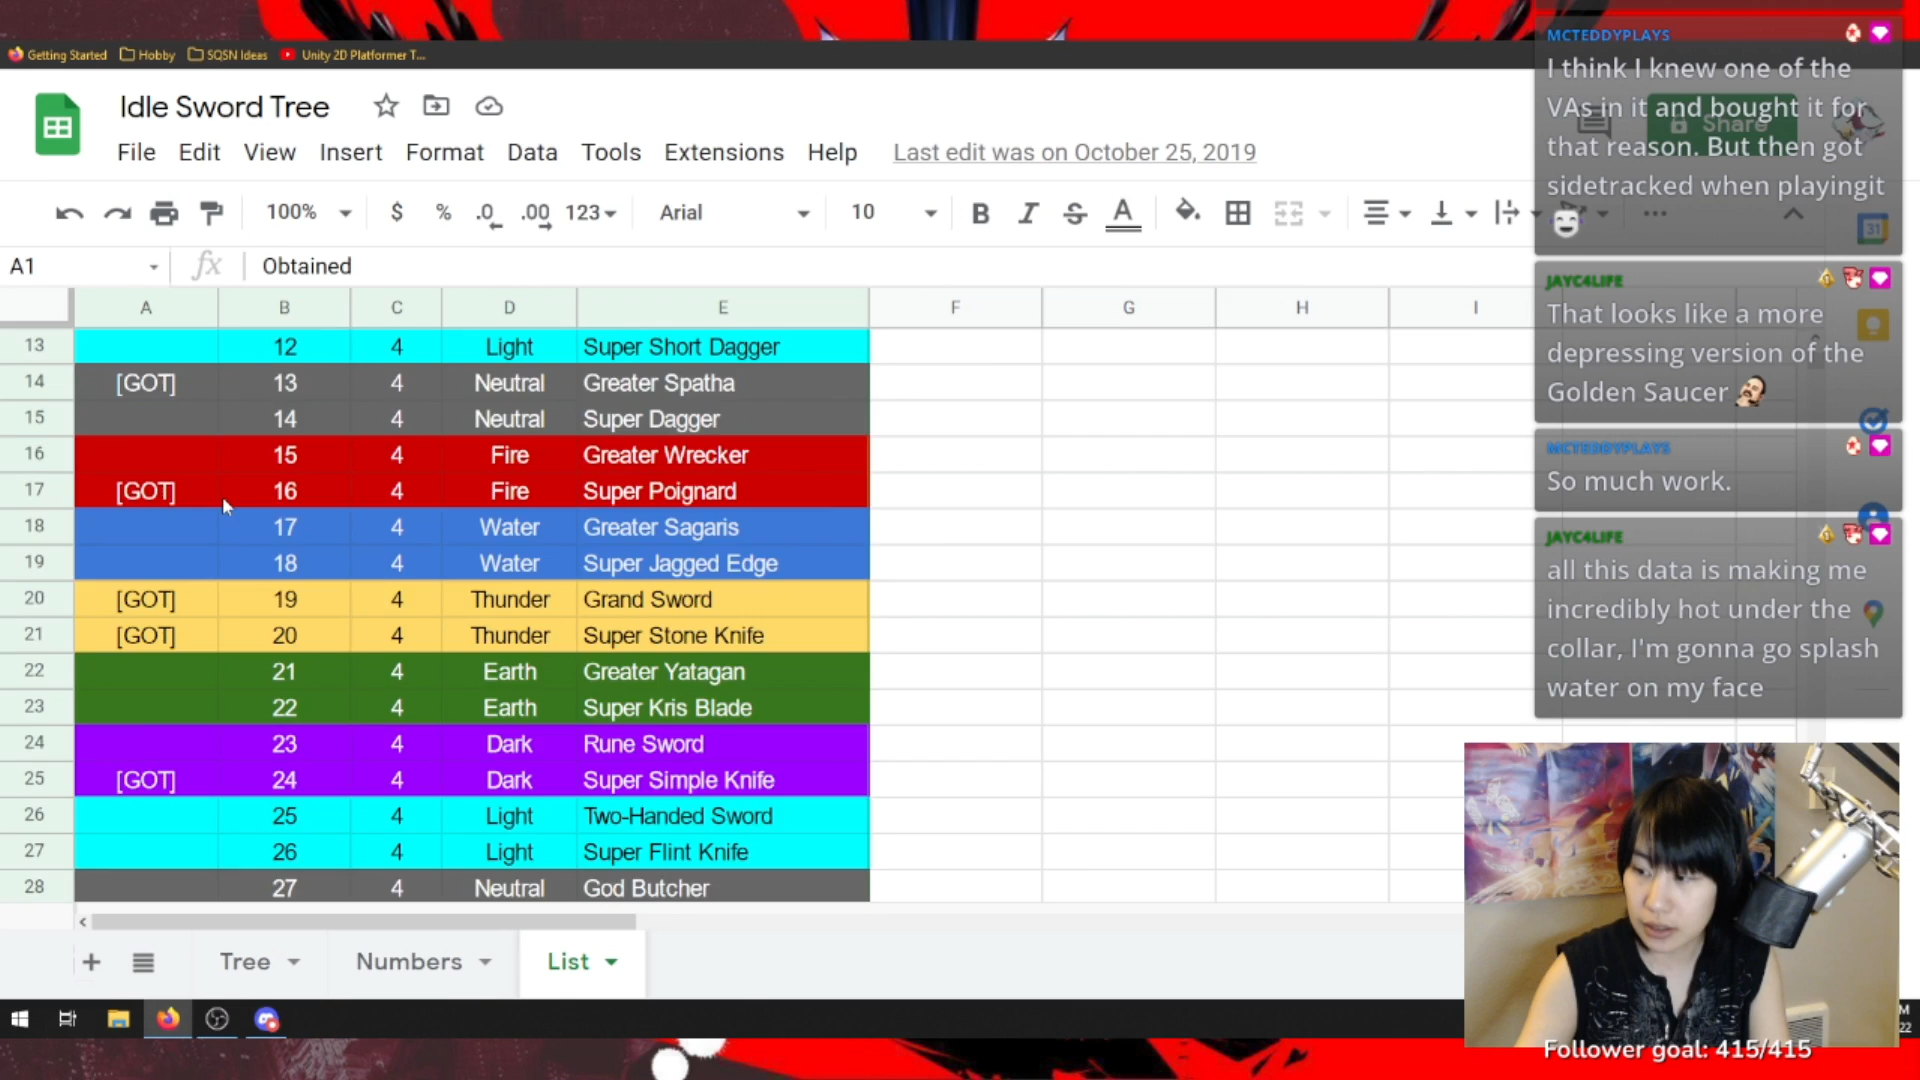 Getting Started Hobby SQSN Ideas Unity 2D Platformer T...
Idle Sword Tree
File Edit View Insert Format Data Tools Extensions Help Last edit was on October 25, 2019
Share
100% $ % .0 .00 123 Arial 10 B I S A
A1 fx Obtained
A B C D E F G H I
13 12 4 Light Super Short Dagger
14 [GOT] 13 4 Neutral Greater Spatha
15 14 4 Neutral Super Dagger
16 15 4 Fire Greater Wrecker
17 [GOT] 16 4 Fire Super Poignard
18 17 4 Water Greater Sagaris
19 18 4 Water Super Jagged Edge
20 [GOT] 19 4 Thunder Grand Sword
21 [GOT] 20 4 Thunder Super Stone Knife
22 21 4 Earth Greater Yatagan
23 22 4 Earth Super Kris Blade
24 23 4 Dark Rune Sword
25 [GOT] 24 4 Dark Super Simple Knife
26 25 4 Light Two-Handed Sword
27 26 4 Light Super Flint Knife
28 27 4 Neutral God Butcher
Tree Numbers List
MCTEDDYPLAYS
I think I knew one of the
VAs in it and bought it for
that reason. But then got
sidetracked when playingit
31
JAYC4LIFE
That looks like a more
depressing version of the
Golden Saucer
MCTEDDYPLAYS
So much work.
JAYC4LIFE
all this data is making me
incredibly hot under the
collar, I'm gonna go splash
water on my face
M
22
Follower goal: 415/415